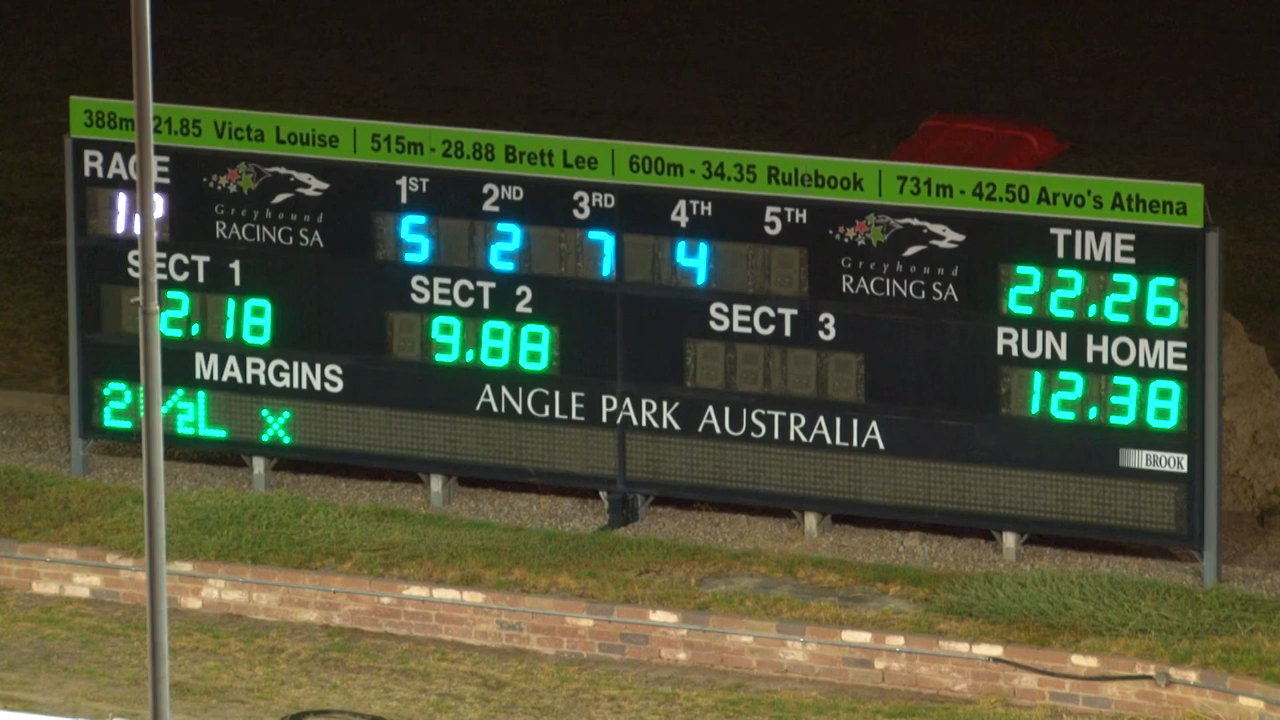 388m 21.85 Victa Louise | 515m - 28.88 Brett Lee | 600m - 34.35 Rulebook | 731m - 42.50 Arvo's Athena
RACE
12
Greyhound
RACING SA
1ST 2ND 3RD 4TH 5TH
5 2 7 4
Greyhound
RACING SA
TIME
22.26
SECT 1
2.18
SECT 2
9.88
SECT 3
RUN HOME
12.38
MARGINS
2½L x
ANGLE PARK AUSTRALIA
BROOK